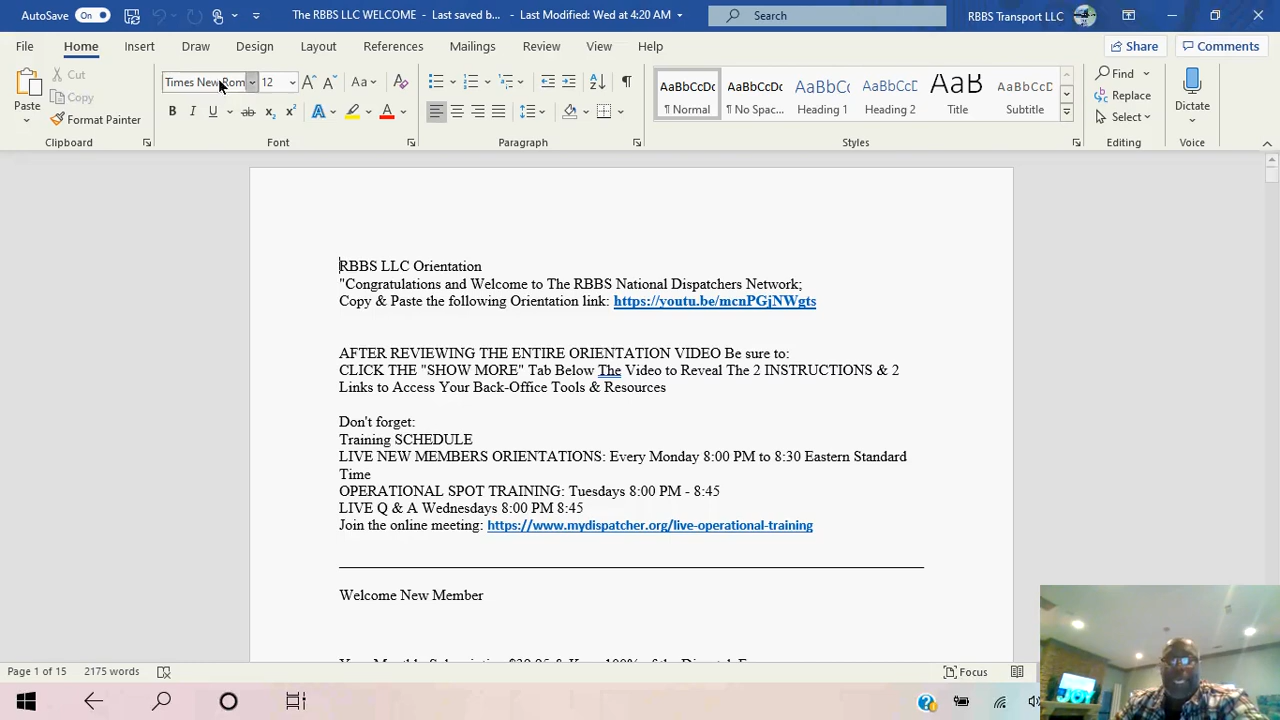 AutoSave On The RBBS LLC WELCOME - Last saved b... - Last Modified: Wed at 4:20 AM Search RBBS Transport LLC
File Home Insert Draw Design Layout References Mailings Review View Help Share Comments
Times New Rom 12 Aa
Cut
Copy
Format Painter
Paste
B I U ab x₂ x² A A
AaBbCcDc AaBbCcDc AaBbCc AaBbCcD AaB AaBbCcD
¶ Normal ¶ No Spac... Heading 1 Heading 2 Title Subtitle
Find
Replace
Select
Dictate
Clipboard Font Paragraph Styles Editing Voice
RBBS LLC Orientation
"Congratulations and Welcome to The RBBS National Dispatchers Network;
Copy & Paste the following Orientation link: https://youtu.be/mcnPGjNWgts
AFTER REVIEWING THE ENTIRE ORIENTATION VIDEO Be sure to:
CLICK THE "SHOW MORE" Tab Below The Video to Reveal The 2 INSTRUCTIONS & 2
Links to Access Your Back-Office Tools & Resources
Don't forget:
Training SCHEDULE
LIVE NEW MEMBERS ORIENTATIONS: Every Monday 8:00 PM to 8:30 Eastern Standard
Time
OPERATIONAL SPOT TRAINING: Tuesdays 8:00 PM - 8:45
LIVE Q & A Wednesdays 8:00 PM 8:45
Join the online meeting: https://www.mydispatcher.org/live-operational-training
Welcome New Member
Page 1 of 15 2175 words Focus
JOY